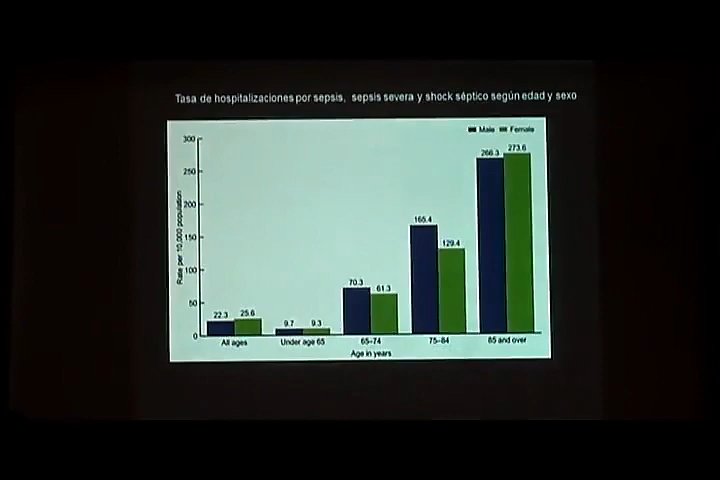 Tasa de hospitalizaciones por sepsis, sepsis severa y shock séptico según edad y sexo
Male Female
300
250
200
150
100
50
0
Rate per 10,000 population
22.3 25.6
9.7 9.3
70.3 61.3
165.4 129.4
266.3 273.6
All ages Under age 65 65–74 75–84 85 and over
Age in years